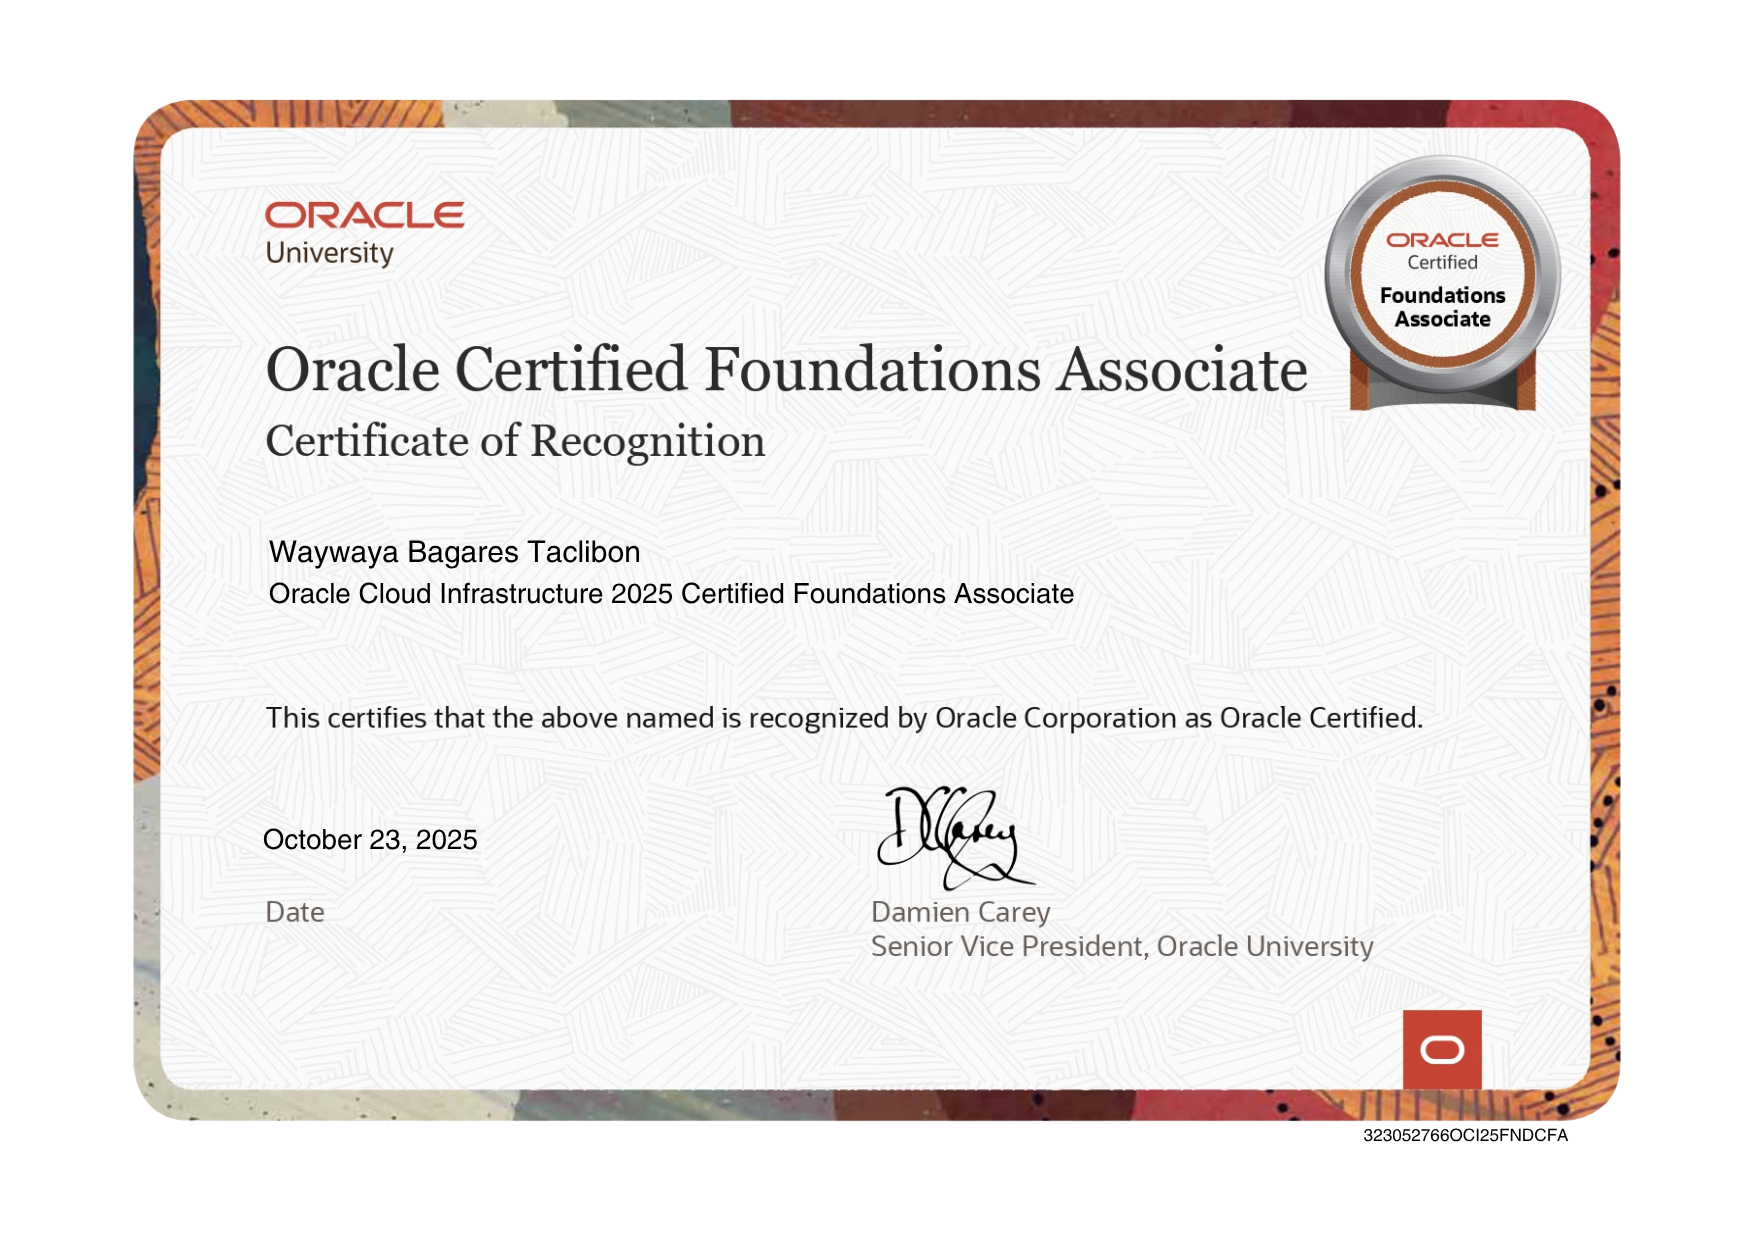 ORACLE
University
ORACLE
Certified
Foundations
Associate
Oracle Certified Foundations Associate
Certificate of Recognition
Waywaya Bagares Taclibon
Oracle Cloud Infrastructure 2025 Certified Foundations Associate
This certifies that the above named is recognized by Oracle Corporation as Oracle Certified.
October 23, 2025
DCCarey
Date
Damien Carey
Senior Vice President, Oracle University
323052766OCI25FNDCFA